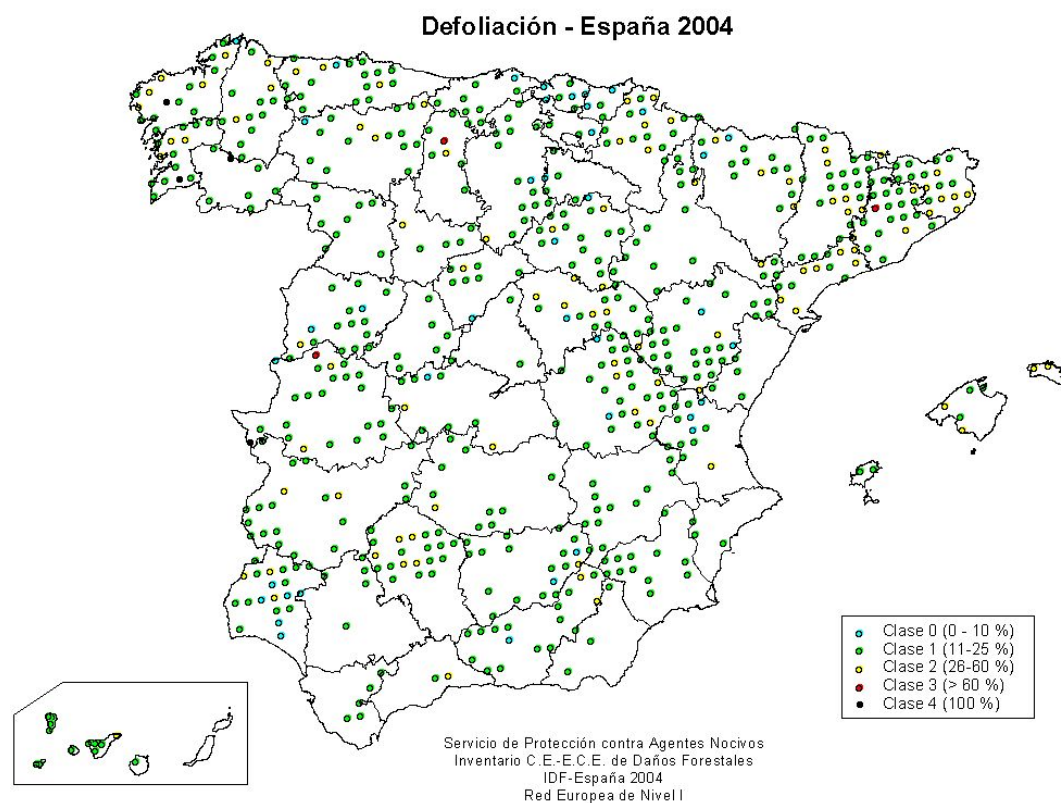 Defoliación - España 2004
Clase 0 (0 - 10 %)
Clase 1 (11-25 %)
Clase 2 (26-60 %)
Clase 3 (> 60 %)
Clase 4 (100 %)
Servicio de Protección contra Agentes Nocivos
Inventario C.E.-E.C.E. de Daños Forestales
IDF-España 2004
Red Europea de Nivel I